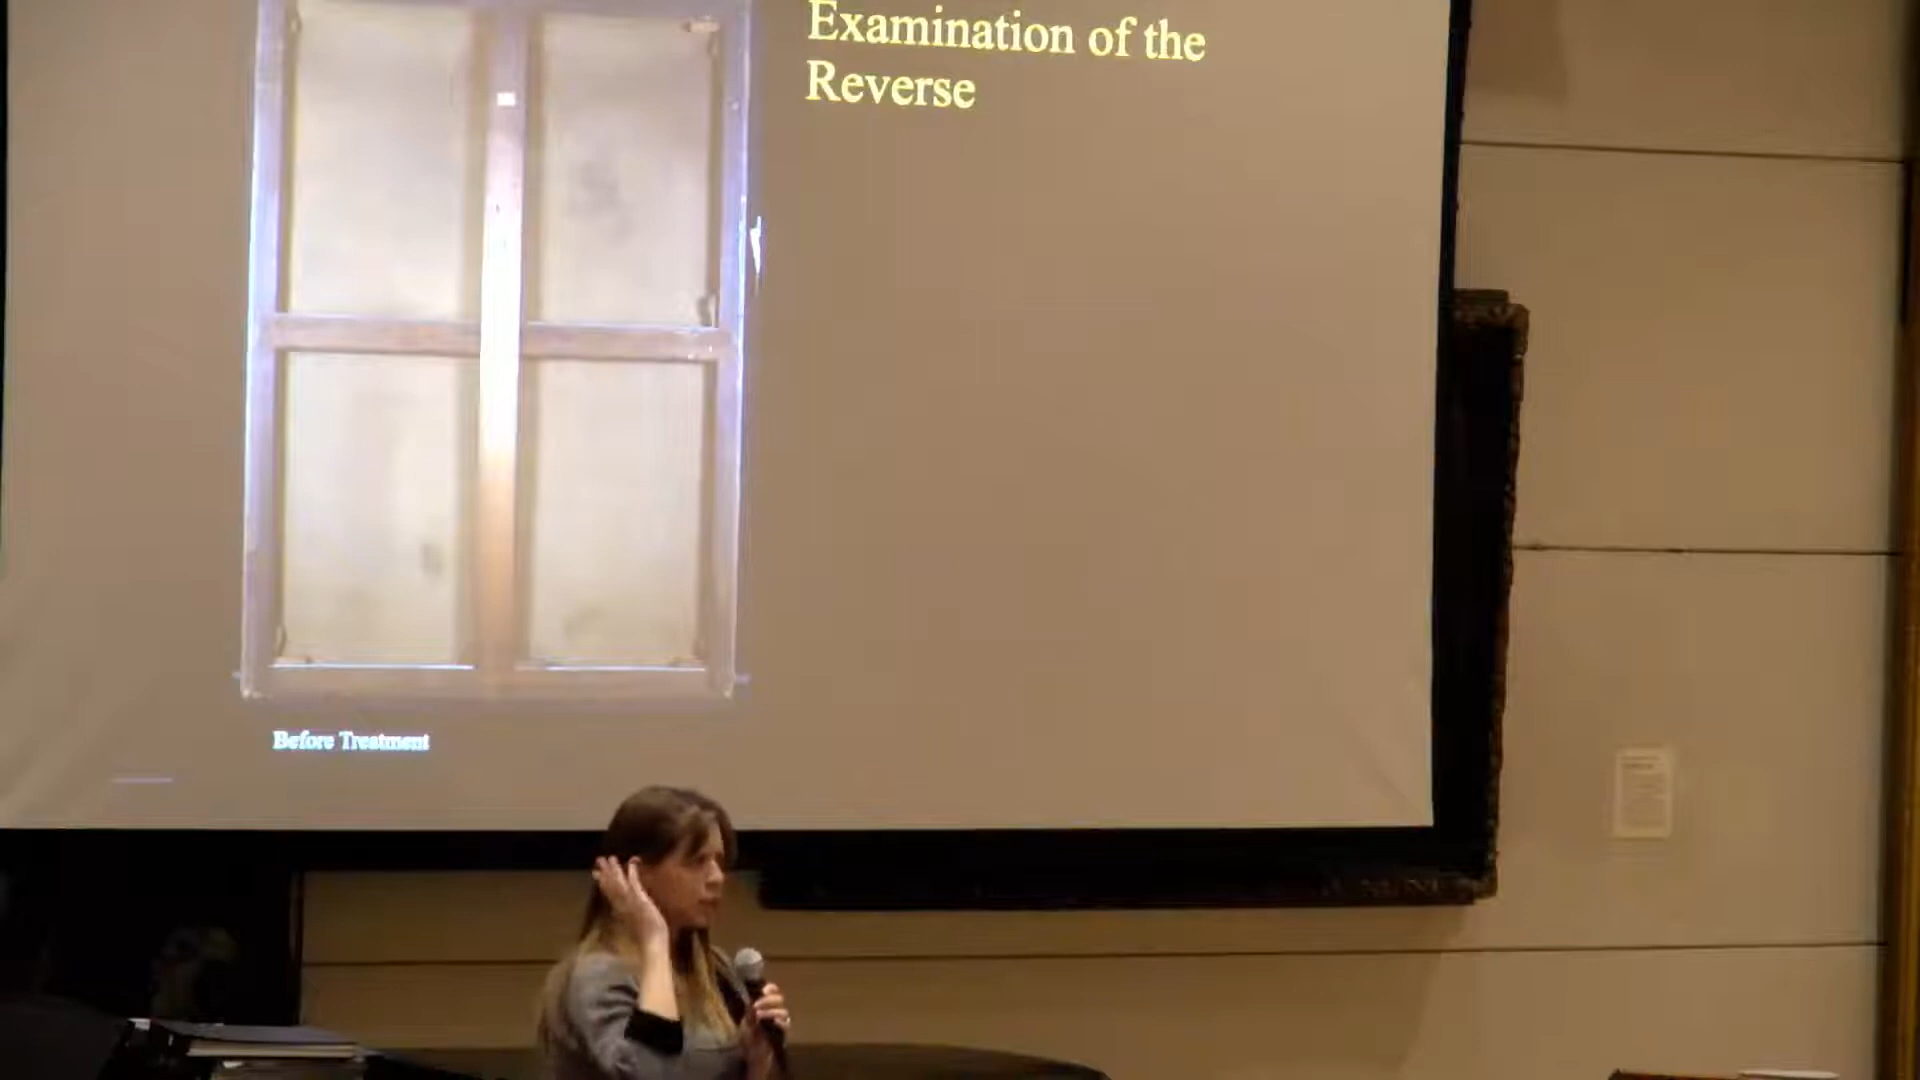 Examination of the
Reverse
Before Treatment